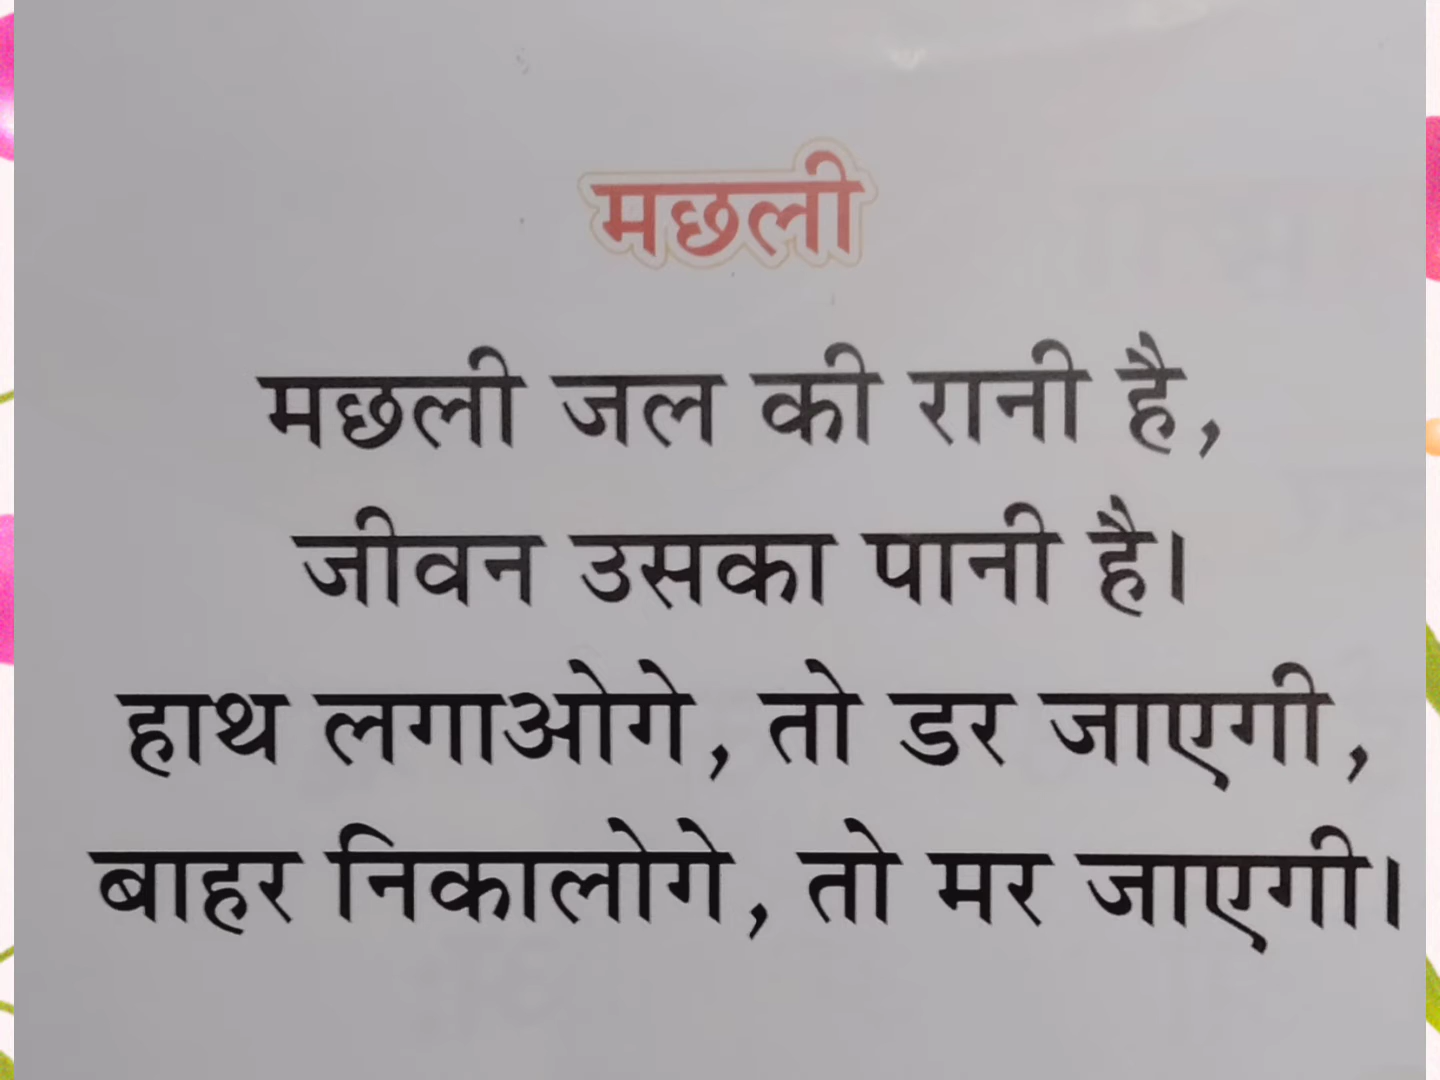 मछली
मछली जल की रानी है,
जीवन उसका पानी है।
हाथ लगाओगे, तो डर जाएगी,
बाहर निकालोगे, तो मर जाएगी।